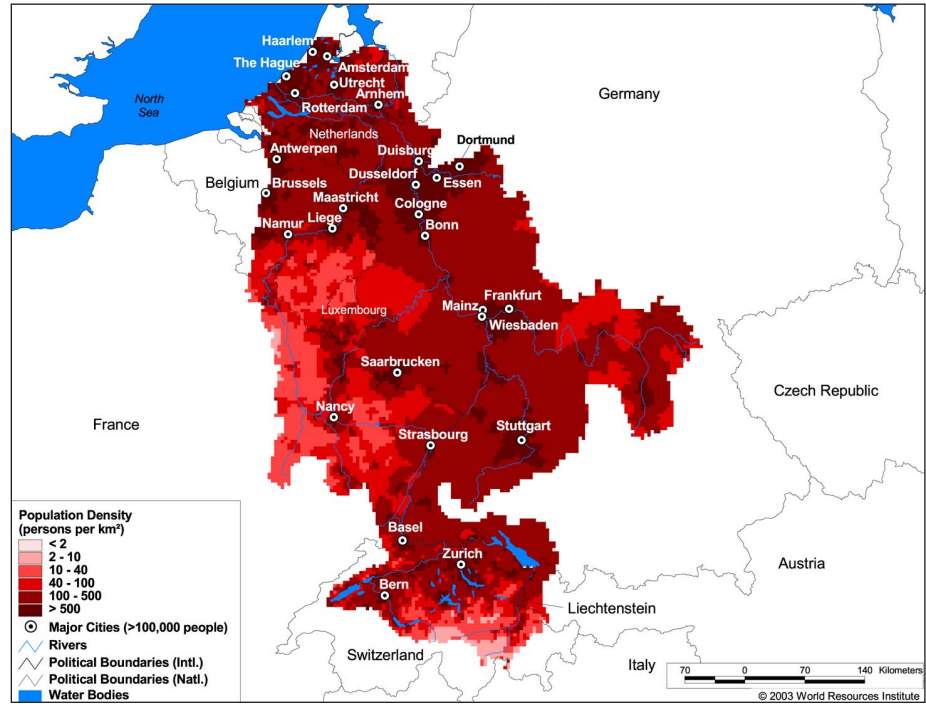 Haarlem
The Hague
Amsterdam
Utrecht
Arnhem
Rotterdam
North
Sea
Germany
Netherlands
Antwerpen
Duisburg
Dortmund
Dusseldorf
Essen
Belgium
Brussels
Maastricht
Cologne
Namur
Liege
Bonn
Luxembourg
Mainz
Frankfurt
Wiesbaden
Saarbrucken
Czech Republic
France
Nancy
Strasbourg
Stuttgart
Basel
Zurich
Bern
Austria
Liechtenstein
Switzerland
Italy
Population Density
(persons per km²)
< 2
2 - 10
10 - 40
40 - 100
100 - 500
> 500
Major Cities (>100,000 people)
Rivers
Political Boundaries (Intl.)
Political Boundaries (Natl.)
Water Bodies
70 0 70 140 Kilometers
© 2003 World Resources Institute